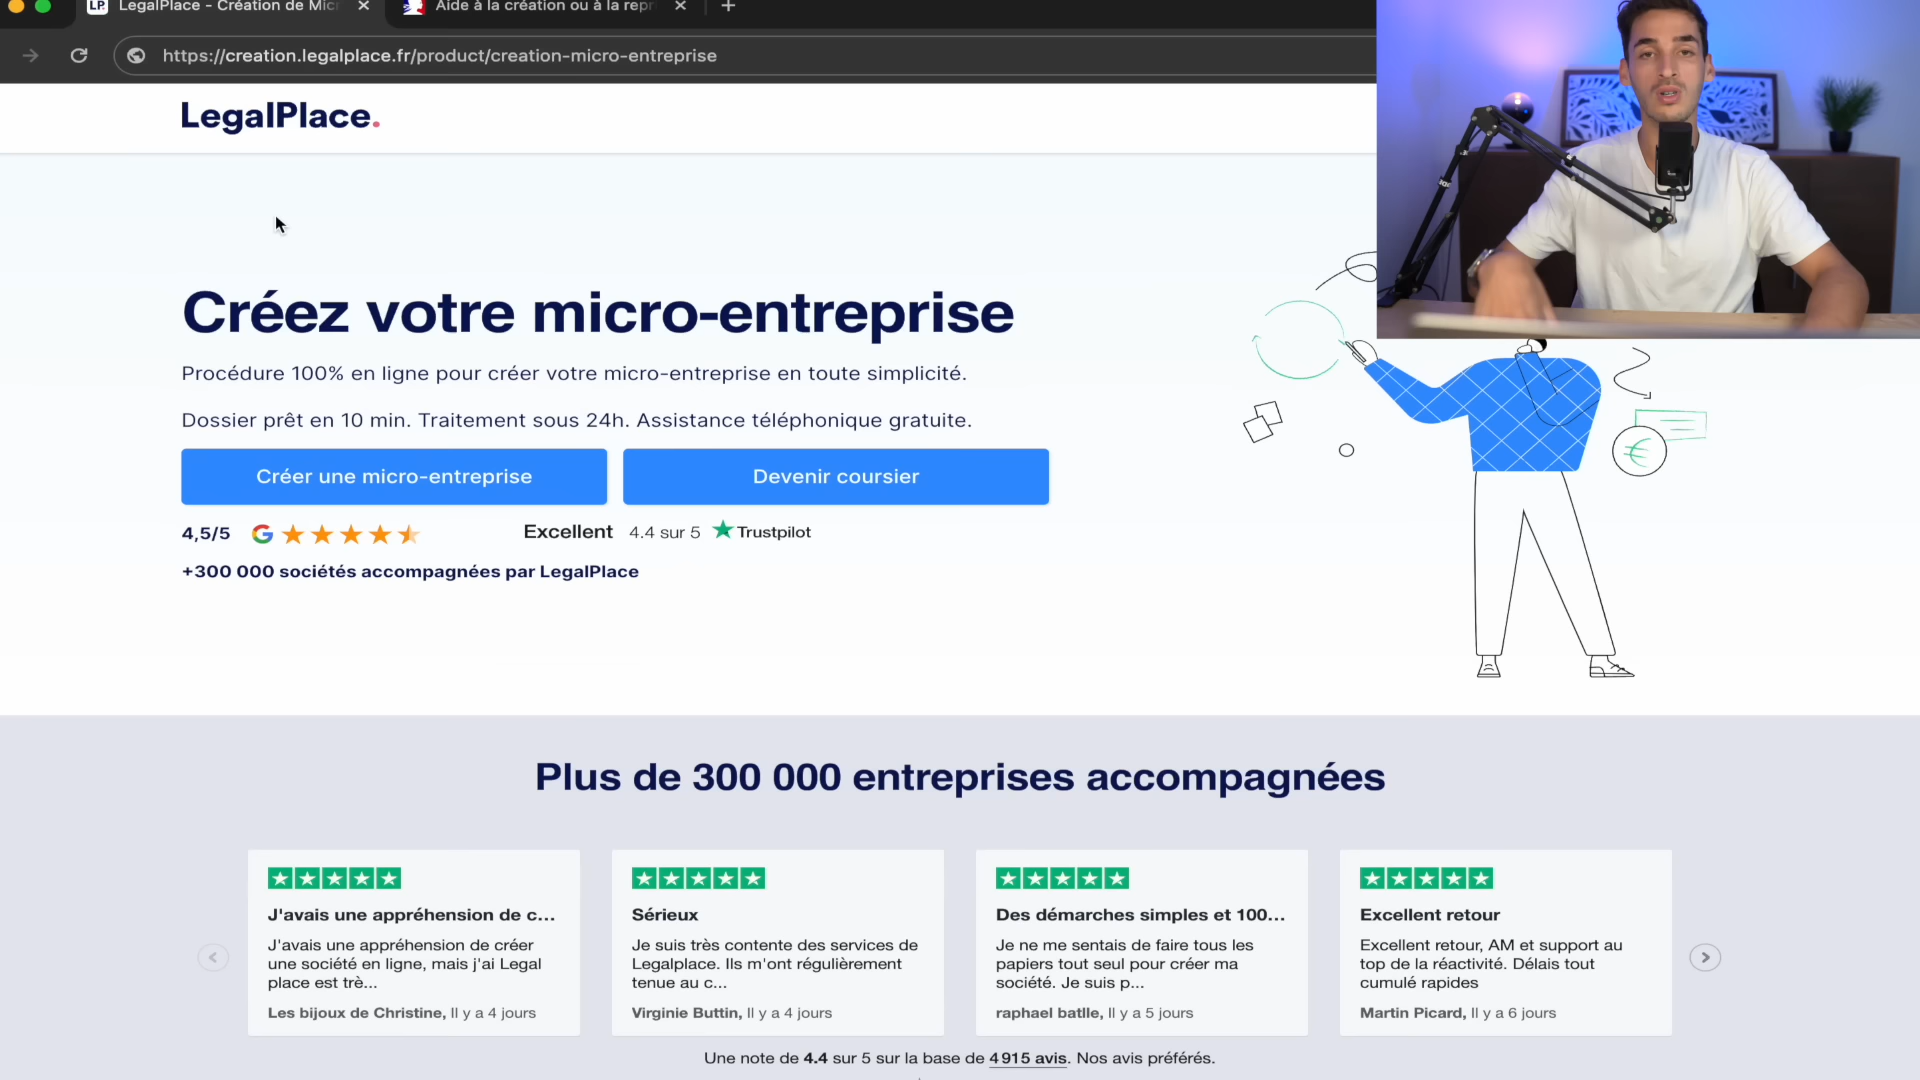 LP LegalPlace - Création de Mic
Aide à la création ou à la repr
https://creation.legalplace.fr/product/creation-micro-entreprise
LegalPlace.
Créez votre micro-entreprise
Procédure 100% en ligne pour créer votre micro-entreprise en toute simplicité.
Dossier prêt en 10 min. Traitement sous 24h. Assistance téléphonique gratuite.
Créer une micro-entreprise
Devenir coursier
4,5/5
Excellent 4.4 sur 5 Trustpilot
+300 000 sociétés accompagnées par LegalPlace
Plus de 300 000 entreprises accompagnées
J'avais une appréhension de c...
J'avais une appréhension de créer
une société en ligne, mais j'ai Legal
place est trè...
Les bijoux de Christine, Il y a 4 jours
Sérieux
Je suis très contente des services de
Legalplace. Ils m'ont régulièrement
tenue au c...
Virginie Buttin, Il y a 4 jours
Des démarches simples et 100...
Je ne me sentais de faire tous les
papiers tout seul pour créer ma
société. Je suis p...
raphael batlle, Il y a 5 jours
Excellent retour
Excellent retour, AM et support au
top de la réactivité. Délais tout
cumulé rapides
Martin Picard, Il y a 6 jours
Une note de 4.4 sur 5 sur la base de 4 915 avis. Nos avis préférés.